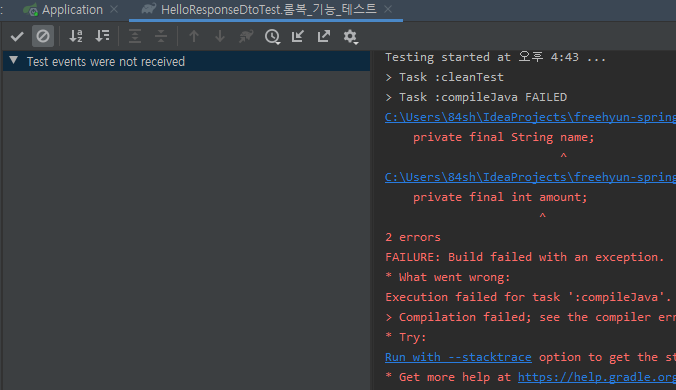 Application
HelloResponseDtoTest.롬복_기능_테스트
Test events were not received
Testing started at 오후 4:43 ...
> Task :cleanTest
> Task :compileJava FAILED
C:\Users\84sh\IdeaProjects\freehyun-spring
private final String name;
^
C:\Users\84sh\IdeaProjects\freehyun-spring
private final int amount;
^
2 errors
FAILURE: Build failed with an exception.
* What went wrong:
Execution failed for task ':compileJava'.
> Compilation failed; see the compiler err
* Try:
Run with --stacktrace option to get the st
* Get more help at https://help.gradle.org